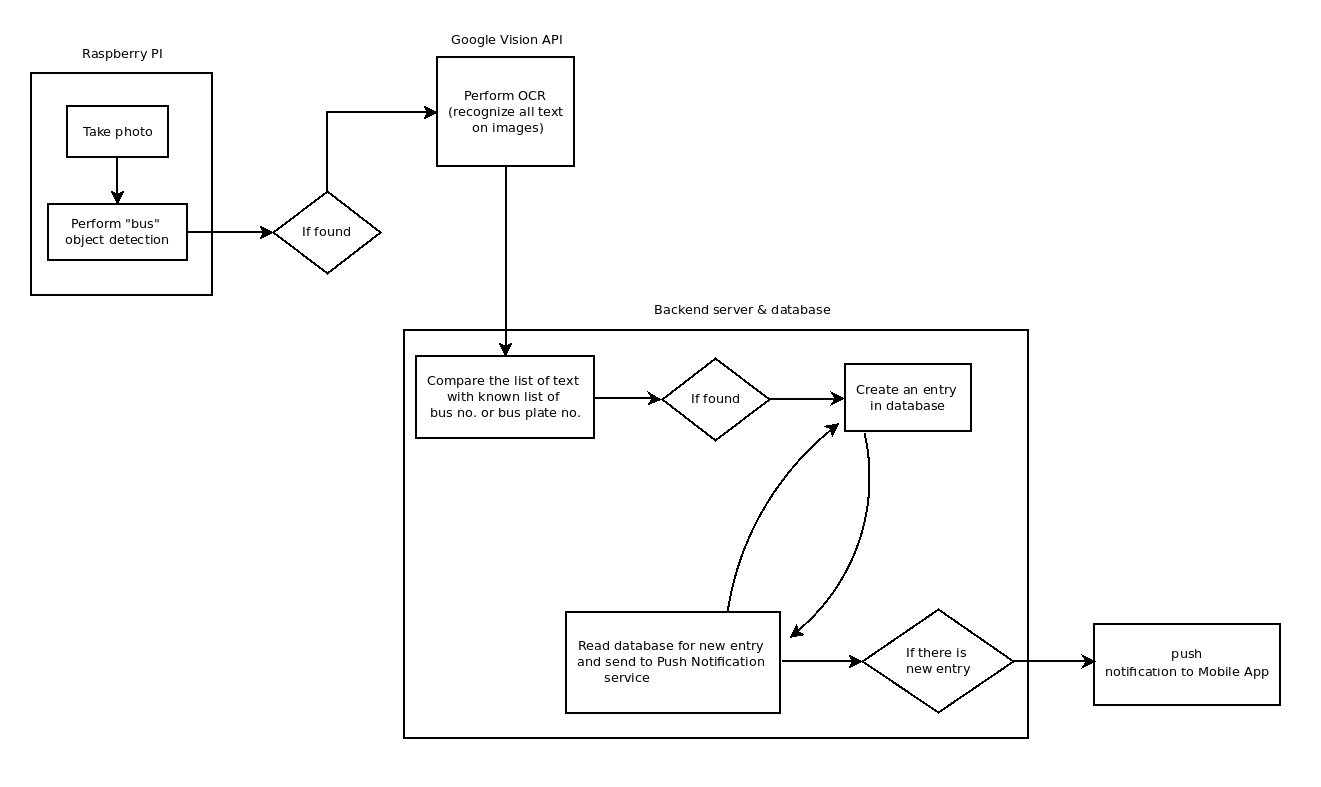 Raspberry PI
Take photo
Perform "bus"
object detection
If found
Google Vision API
Perform OCR
(recognize all text
on images)
Backend server & database
Compare the list of text
with known list of
bus no. or bus plate no.
If found
Create an entry
in database
Read database for new entry
and send to Push Notification
service
If there is
new entry
push
notification to Mobile App